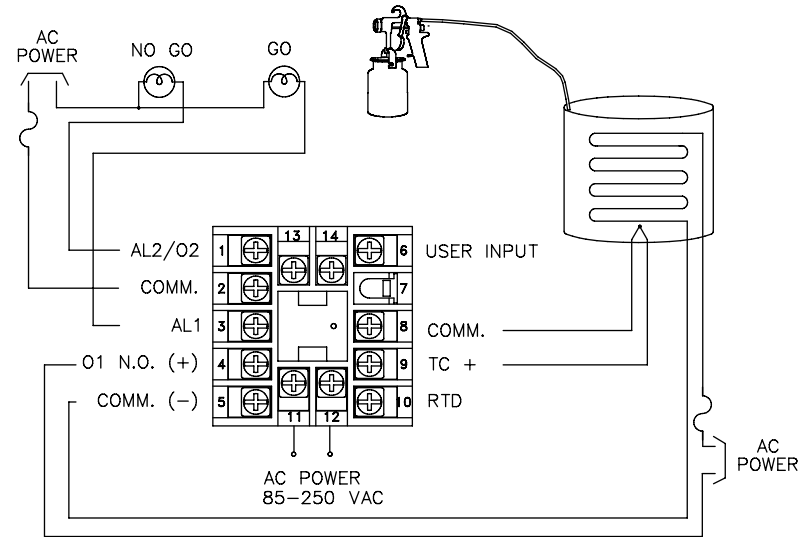 AC
POWER
NO GO
GO
13
14
AL2/O2
1
6
USER INPUT
COMM.
2
7
AL1
3
8
COMM.
O1 N.O. (+)
4
9
TC +
COMM. (-)
5
10
RTD
11
12
AC POWER
85-250 VAC
AC
POWER